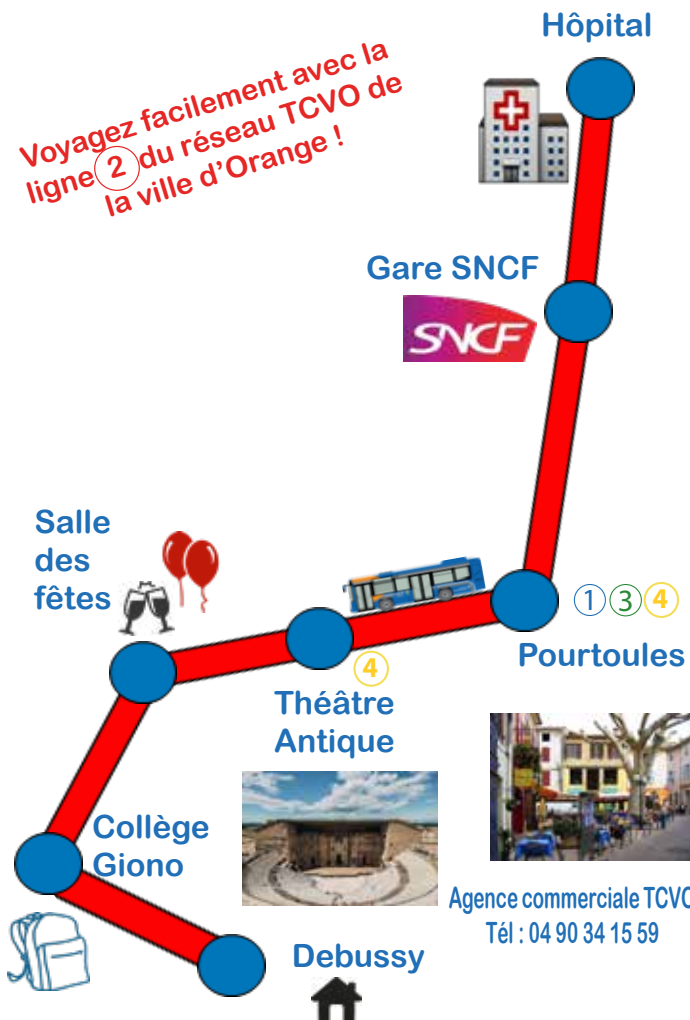 Hôpital
Voyagez facilement avec la
ligne 2 du réseau TCVO de
la ville d'Orange !
Gare SNCF
SNCF
Salle
des
fêtes
1 3 4
Pourtoules
4
Théâtre
Antique
Collège
Giono
Agence commerciale TCVO
Tél : 04 90 34 15 59
Debussy